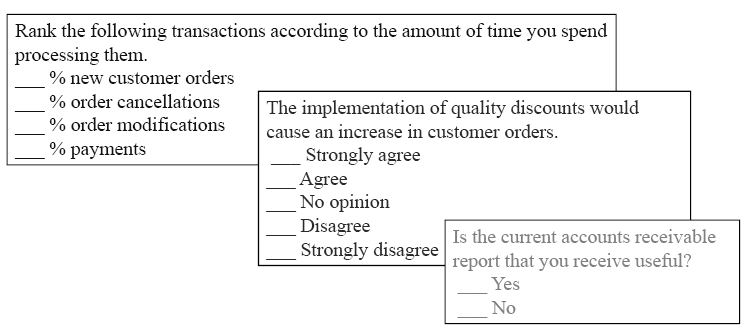 Rank the following transactions according to the amount of time you spend
processing them.
___ % new customer orders
___ % order cancellations
___ % order modifications
___ % payments
The implementation of quality discounts would
cause an increase in customer orders.
___ Strongly agree
___ Agree
___ No opinion
___ Disagree
___ Strongly disagree
Is the current accounts receivable
report that you receive useful?
___ Yes
___ No